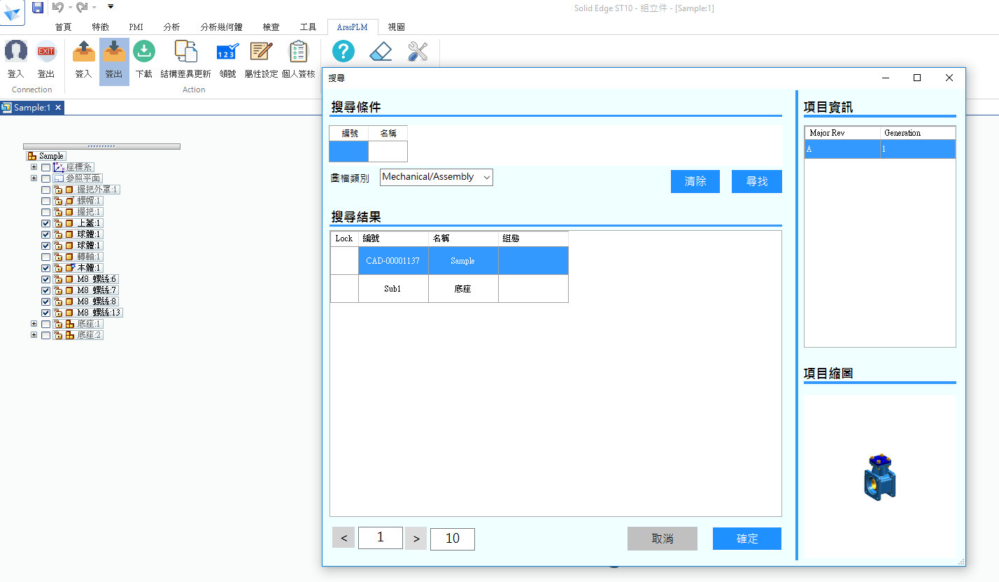 Solid Edge ST10 - 組立件 - [Sample:1]
首頁 特徵 PMI 分析 分析幾何體 檢查 工具 ArasPLM 視圖
EXIT
123
?
登入 登出 簽入 簽出 下載 結構差異更新 領號 屬性設定 個人簽核
Connection Action
Sample:1 ×
Sample
座標系
參照平面
握把外罩:1
螺帽:1
握把:1
上蓋:1
球體:1
球體:1
轉軸:1
本體:1
M8 螺絲:6
M8 螺絲:7
M8 螺絲:8
M8 螺絲:13
底座:1
底座:2
搜尋
搜尋條件
編號 名稱
圖檔類別 Mechanical/Assembly
清除 尋找
搜尋結果
Lock 編號 名稱 組態
CAD-00001137 Sample
Sub1 底座
< 1 > 10
取消 確定
項目資訊
Major Rev Generation
A 1
項目縮圖